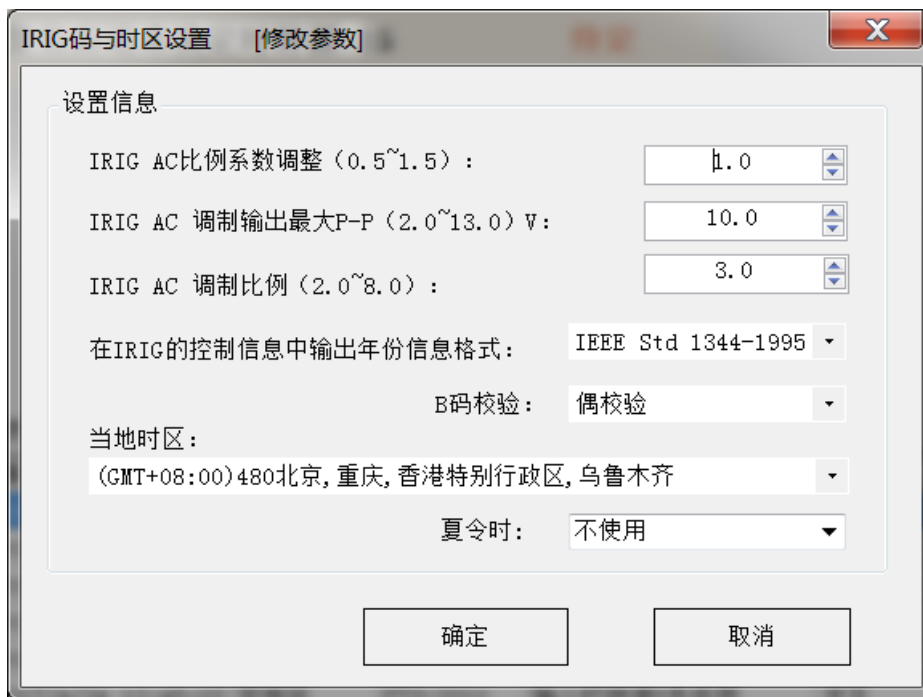 IRIG码与时区设置 [修改参数]
X
设置信息
IRIG AC比例系数调整（0.5~1.5）： 1.0
IRIG AC 调制输出最大P-P（2.0~13.0）V： 10.0
IRIG AC 调制比例（2.0~8.0）： 3.0
在IRIG的控制信息中输出年份信息格式： IEEE Std 1344-1995
B码校验： 偶校验
当地时区：
(GMT+08:00)480北京,重庆,香港特别行政区,乌鲁木齐
夏令时： 不使用
确定 取消